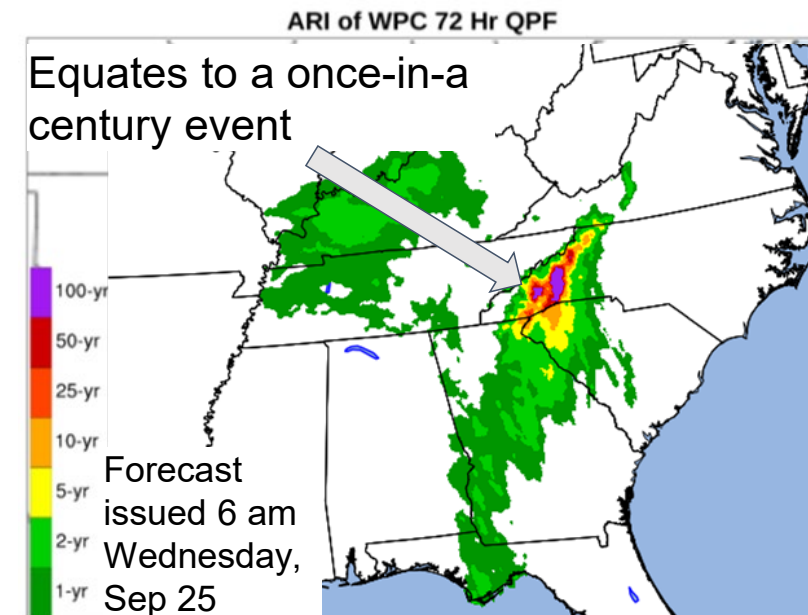 ARI of WPC 72 Hr QPF
Equates to a once-in-a
century event
100-yr
50-yr
25-yr
10-yr
5-yr
2-yr
1-yr
Forecast
issued 6 am
Wednesday,
Sep 25